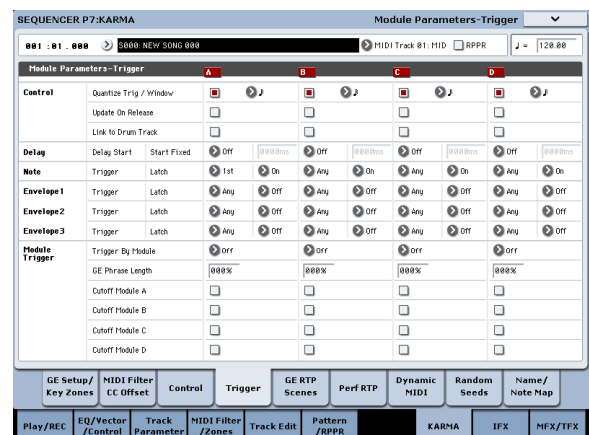 SEQUENCER P7:KARMA Module Parameters-Trigger
001 :01 . 000 S000: NEW SONG 000 MIDI Track 01: MID RPPR ♩ = 120.00
Module Parameters-Trigger A B C D
Control Quantize Trig / Window ♪ ♪ ♪ ♪
Update On Release
Link to Drum Track
Delay Delay Start Start Fixed Off 0000ms Off 0000ms Off 0000ms Off 0000ms
Note Trigger Latch 1st On Any On Any On Any On
Envelope1 Trigger Latch Any Off Any Off Any Off Any Off
Envelope2 Trigger Latch Any Off Any Off Any Off Any Off
Envelope3 Trigger Latch Any Off Any Off Any Off Any Off
Module Trigger Trigger By Module Off Off Off Off
GE Phrase Length 000% 000% 000% 000%
Cutoff Module A
Cutoff Module B
Cutoff Module C
Cutoff Module D
GE Setup/ Key Zones MIDI Filter CC Offset Control Trigger GE RTP Scenes Perf RTP Dynamic MIDI Random Seeds Name/ Note Map
Play/REC EQ/Vector /Control Track Parameter MIDI Filter /Zones Track Edit Pattern /RPPR KARMA IFX MFX/TFX